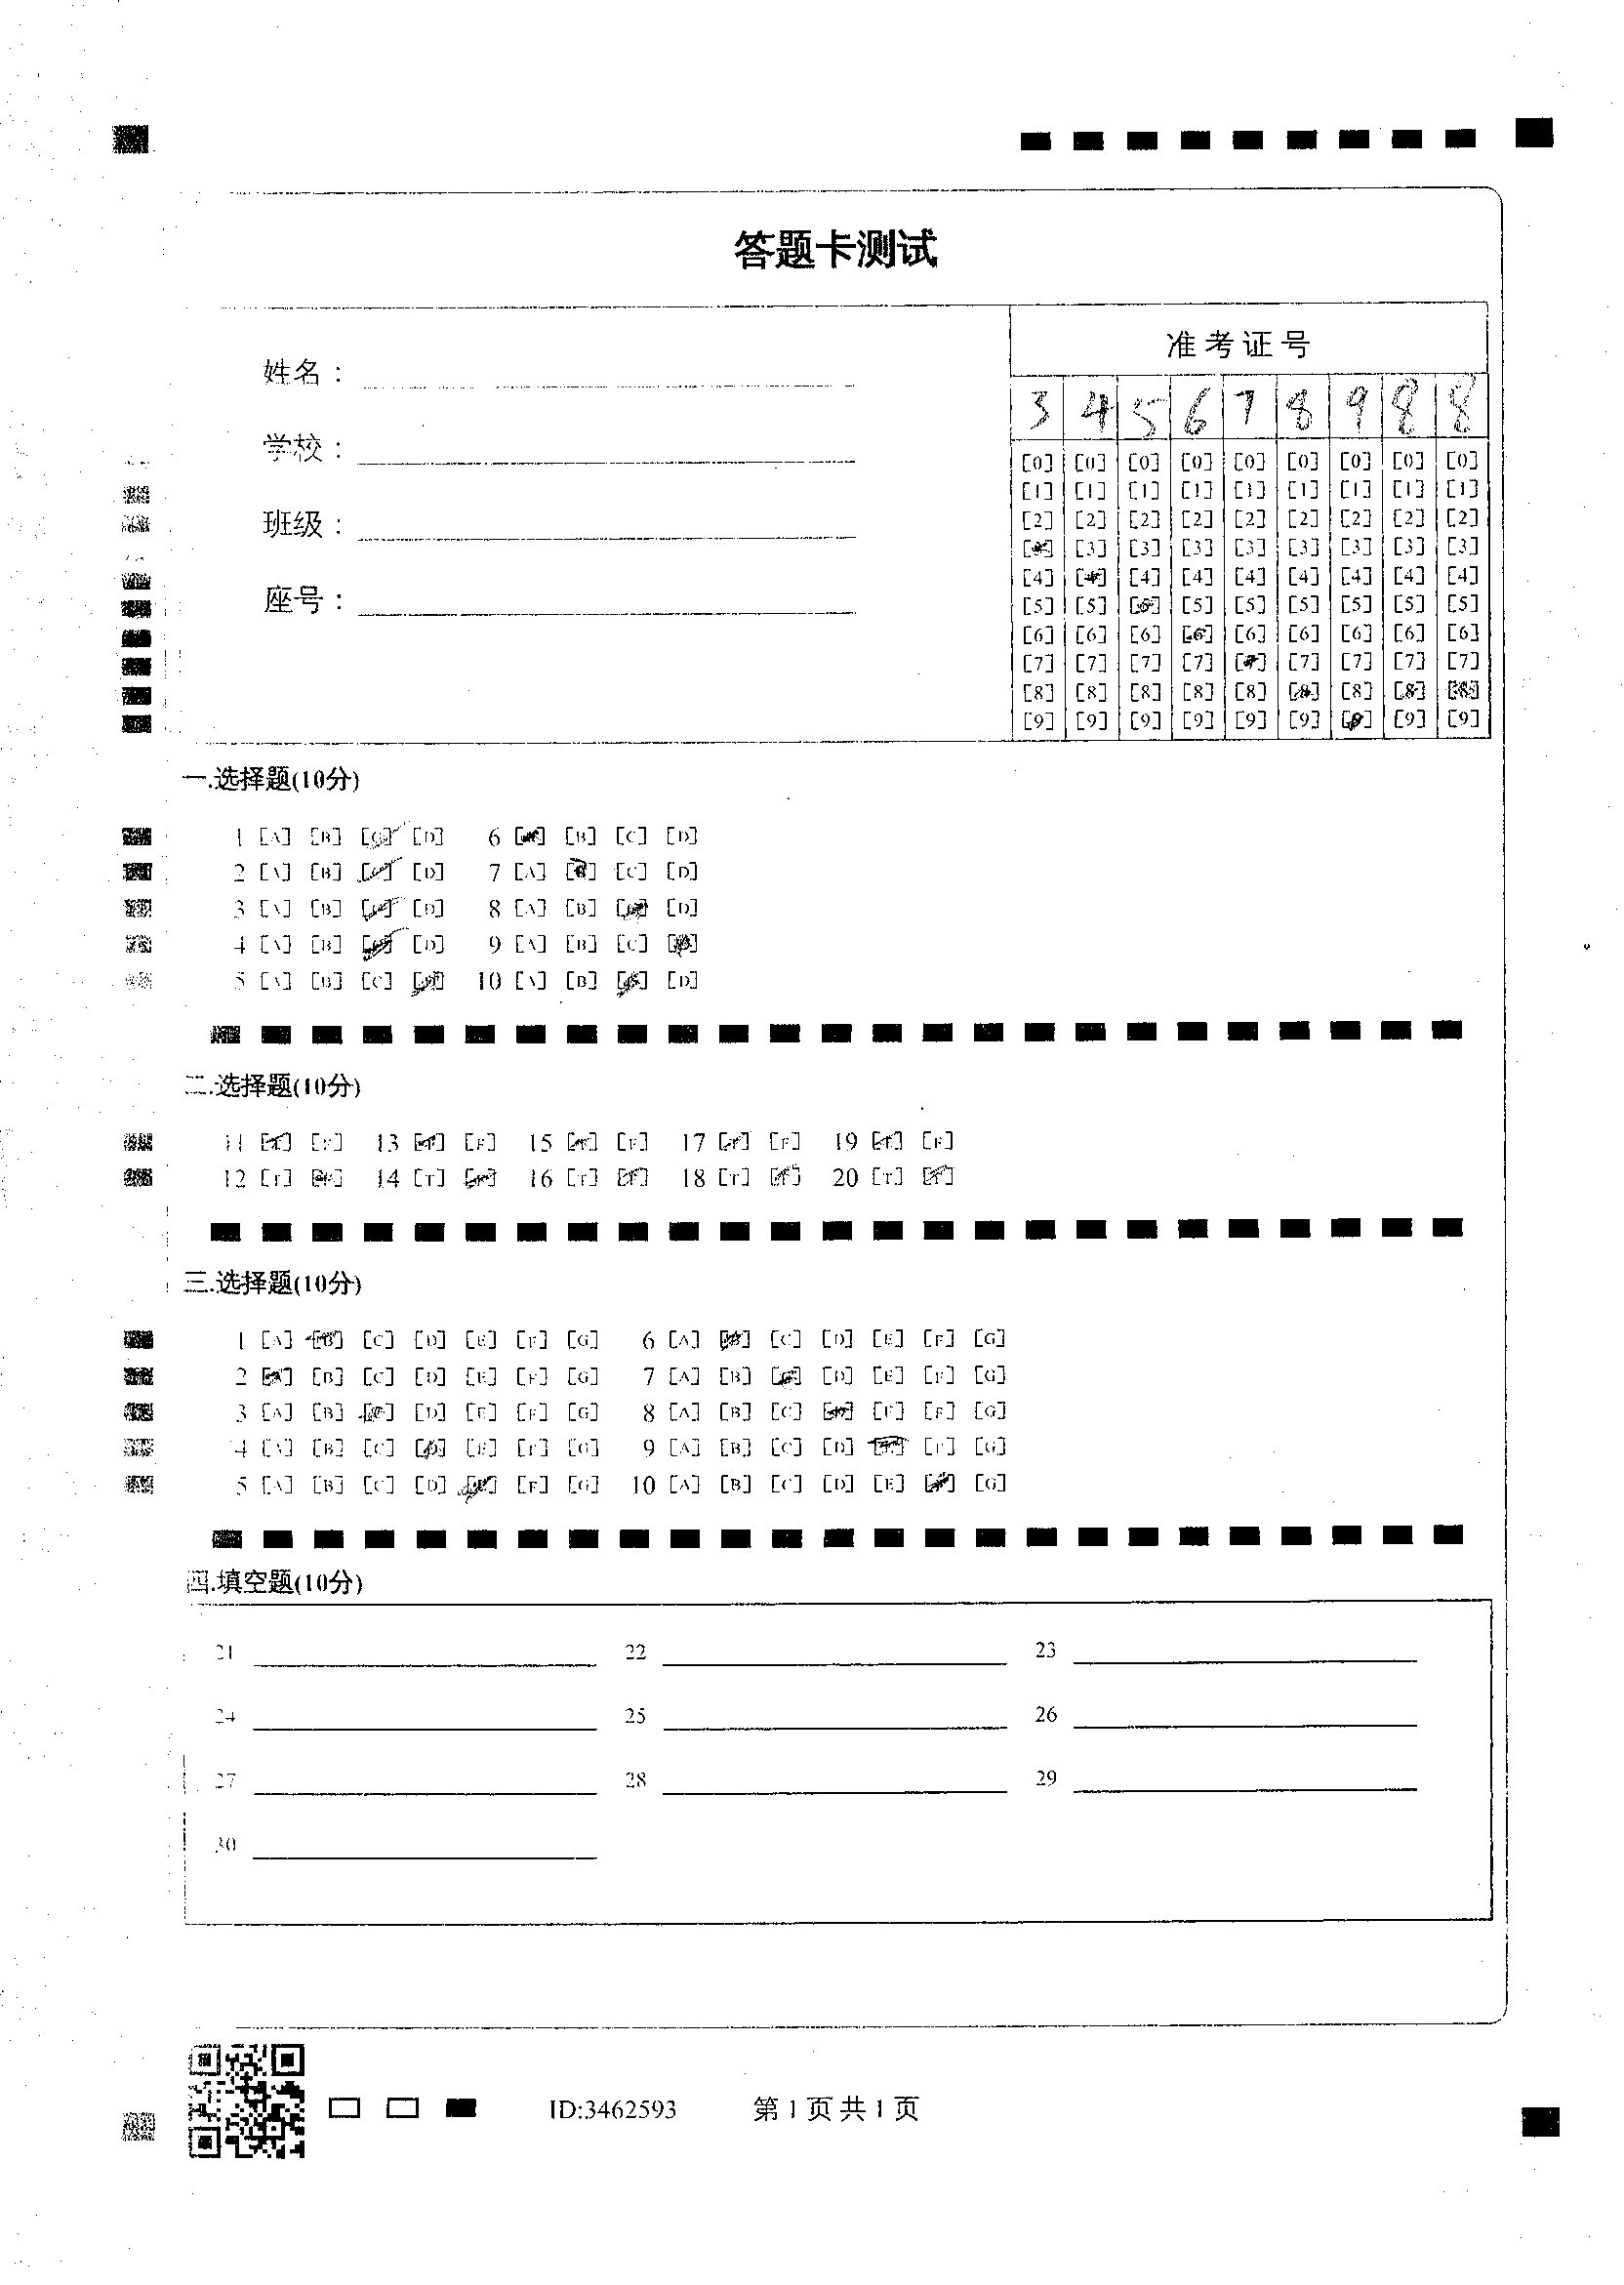 答题卡测试
准考证号
姓名：
学校：
班级：
座号：
3 4 5 6 7 8 9 8 8
[0] [0] [0] [0] [0] [0] [0] [0] [0]
[1] [1] [1] [1] [1] [1] [1] [1] [1]
[2] [2] [2] [2] [2] [2] [2] [2] [2]
[3] [3] [3] [3] [3] [3] [3] [3] [3]
[4] [4] [4] [4] [4] [4] [4] [4] [4]
[5] [5] [5] [5] [5] [5] [5] [5] [5]
[6] [6] [6] [6] [6] [6] [6] [6] [6]
[7] [7] [7] [7] [7] [7] [7] [7] [7]
[8] [8] [8] [8] [8] [8] [8] [8] [8]
[9] [9] [9] [9] [9] [9] [9] [9] [9]
一.选择题(10分)
1 [A] [B] [C] [D] 6 [A] [B] [C] [D]
2 [A] [B] [C] [D] 7 [A] [B] [C] [D]
3 [A] [B] [C] [D] 8 [A] [B] [C] [D]
4 [A] [B] [C] [D] 9 [A] [B] [C] [D]
5 [A] [B] [C] [D] 10 [A] [B] [C] [D]
二.选择题(10分)
11 [T] [F] 13 [T] [F] 15 [T] [F] 17 [T] [F] 19 [T] [F]
12 [T] [F] 14 [T] [F] 16 [T] [F] 18 [T] [F] 20 [T] [F]
三.选择题(10分)
1 [A] [B] [C] [D] [E] [F] [G] 6 [A] [B] [C] [D] [E] [F] [G]
2 [A] [B] [C] [D] [E] [F] [G] 7 [A] [B] [C] [D] [E] [F] [G]
3 [A] [B] [C] [D] [E] [F] [G] 8 [A] [B] [C] [D] [E] [F] [G]
4 [A] [B] [C] [D] [E] [F] [G] 9 [A] [B] [C] [D] [E] [F] [G]
5 [A] [B] [C] [D] [E] [F] [G] 10 [A] [B] [C] [D] [E] [F] [G]
四.填空题(10分)
21 22 23
24 25 26
27 28 29
30
ID:3462593 第1页共1页